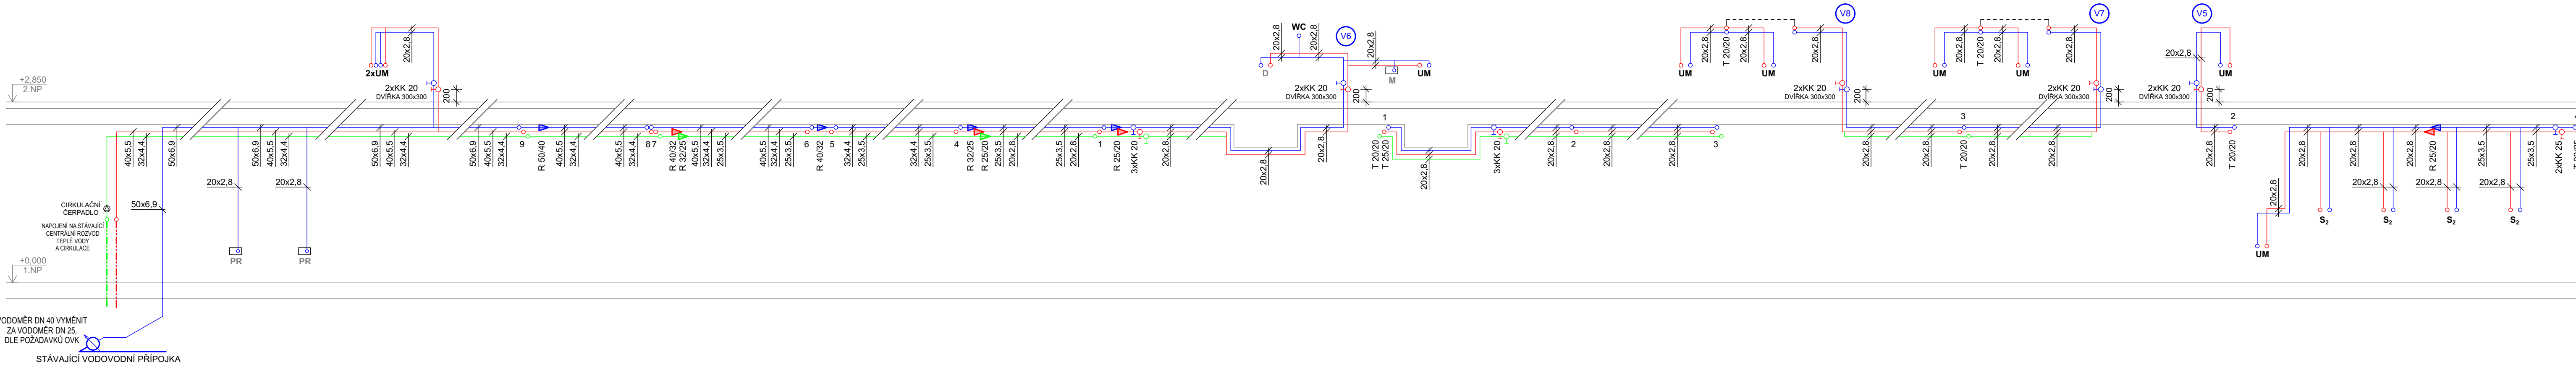 V6
V8
V7
V5
WC
20x2,8
20x2,8
20x2,8
20x2,8
20x2,8
T 20/20
20x2,8
20x2,8
20x2,8
T 20/20
20x2,8
20x2,8
20x2,8
2xUM
D
M
UM
UM
UM
UM
UM
UM
+2,850
2.NP
2xKK 20
DVÍŘKA 300x300
200
2xKK 20
DVÍŘKA 300x300
200
2xKK 20
DVÍŘKA 300x300
200
2xKK 20
DVÍŘKA 300x300
200
2xKK 20
DVÍŘKA 300x300
200
9
8
7
6
5
4
1
1
2
3
3
2
40x5,5
32x4,4
50x6,9
50x6,9
40x5,5
32x4,4
50x6,9
40x5,5
32x4,4
50x6,9
40x5,5
32x4,4
R 50/40
40x5,5
32x4,4
40x5,5
32x4,4
R 40/32
R 32/25
40x5,5
32x4,4
25x3,5
40x5,5
32x4,4
25x3,5
R 40/32
32x4,4
25x3,5
32x4,4
25x3,5
R 32/25
R 25/20
25x3,5
20x2,8
25x3,5
20x2,8
R 25/20
3xKK 20
20x2,8
20x2,8
20x2,8
T 20/20
T 25/20
20x2,8
3xKK 20
20x2,8
20x2,8
20x2,8
20x2,8
20x2,8
T 20/20
20x2,8
20x2,8
20x2,8
T 20/20
20x2,8
20x2,8
20x2,8
20x2,8
R 25/20
25x3,5
25x3,5
2xKK 25
20x2,8
20x2,8
20x2,8
20x2,8
20x2,8
CIRKULAČNÍ
ČERPADLO
50x6,9
NAPOJENÍ NA STÁVAJÍCÍ
CENTRÁLNÍ ROZVOD
TEPLÉ VODY
A CIRKULACE
PR
PR
S2
S2
S2
S2
UM
+0,000
1.NP
VODOMĚR DN 40 VYMĚNIT
ZA VODOMĚR DN 25,
DLE POŽADAVKŮ OVK
STÁVAJÍCÍ VODOVODNÍ PŘÍPOJKA